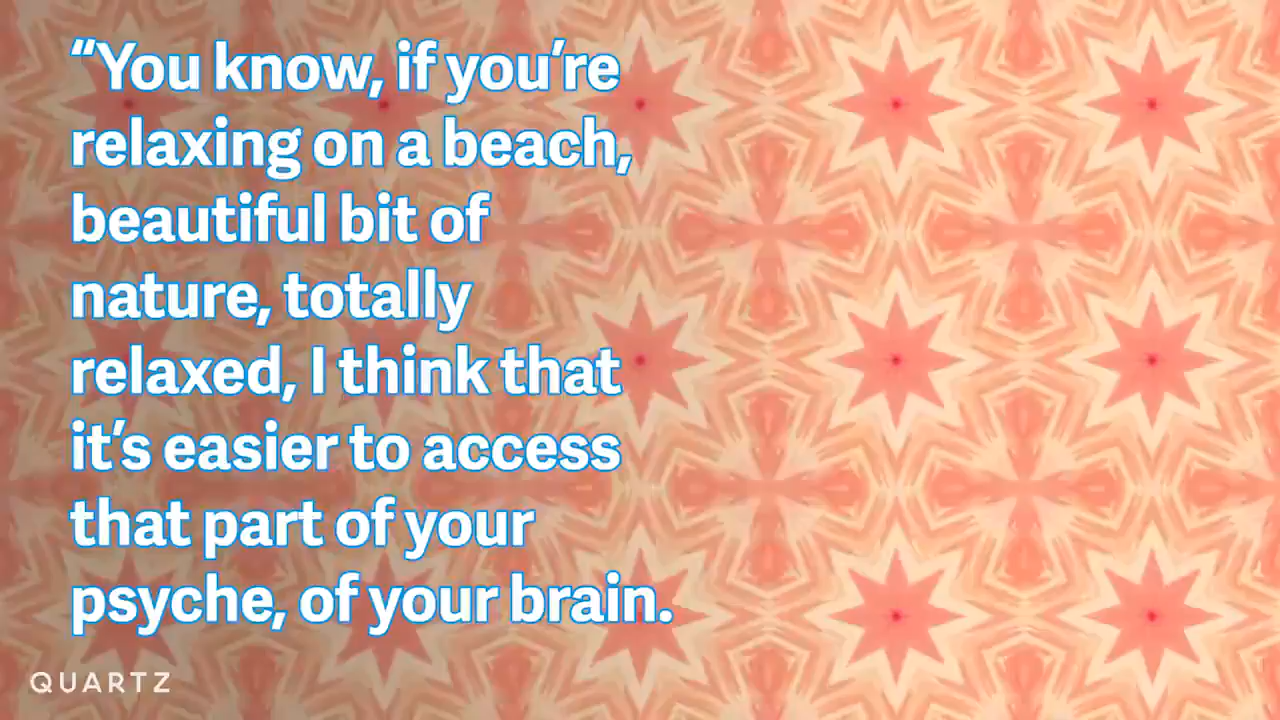 “You know, if you’re
relaxing on a beach,
beautiful bit of
nature, totally
relaxed, I think that
it’s easier to access
that part of your
psyche, of your brain.
QUARTZ